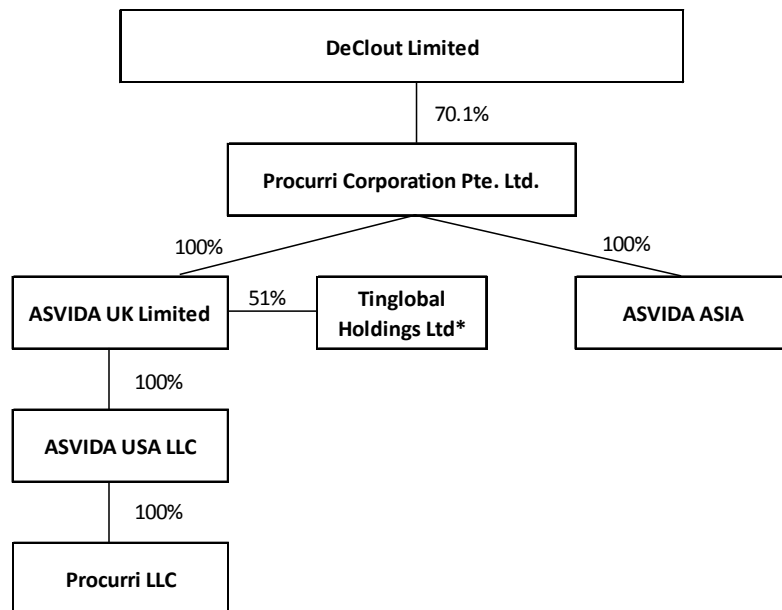 DeClout Limited
70.1%
Procurri Corporation Pte. Ltd.
100%
100%
ASVIDA UK Limited
51%
Tinglobal
Holdings Ltd*
ASVIDA ASIA
100%
ASVIDA USA LLC
100%
Procurri LLC